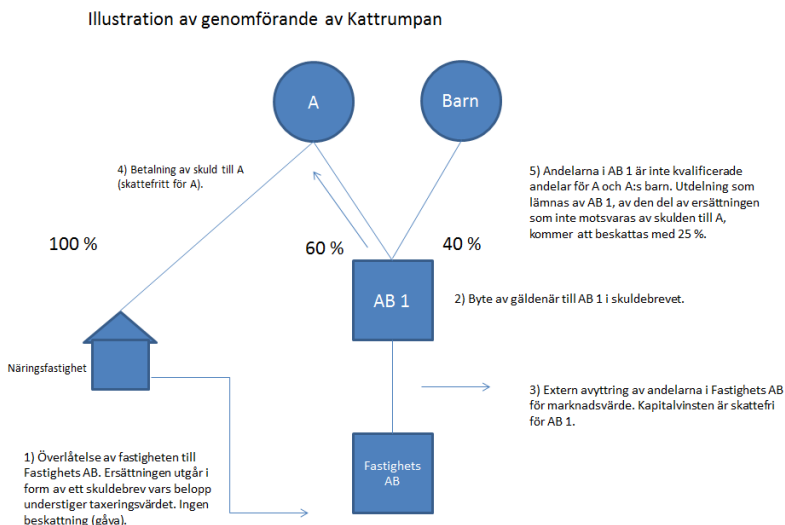 Illustration av genomförande av Kattrumpan
A
Barn
4) Betalning av skuld till A
(skattefritt för A).
5) Andelarna i AB 1 är inte kvalificerade
andelar för A och A:s barn. Utdelning som
lämnas av AB 1, av den del av ersättningen
som inte motsvaras av skulden till A,
kommer att beskattas med 25 %.
100 %
60 %
40 %
AB 1
2) Byte av gäldenär till AB 1 i skuldebrevet.
Näringsfastighet
3) Extern avyttring av andelarna i Fastighets AB
för marknadsvärde. Kapitalvinsten är skattefri
för AB 1.
1) Överlåtelse av fastigheten till
Fastighets AB. Ersättningen utgår i
form av ett skuldebrev vars belopp
understiger taxeringsvärdet. Ingen
beskattning (gåva).
Fastighets
AB